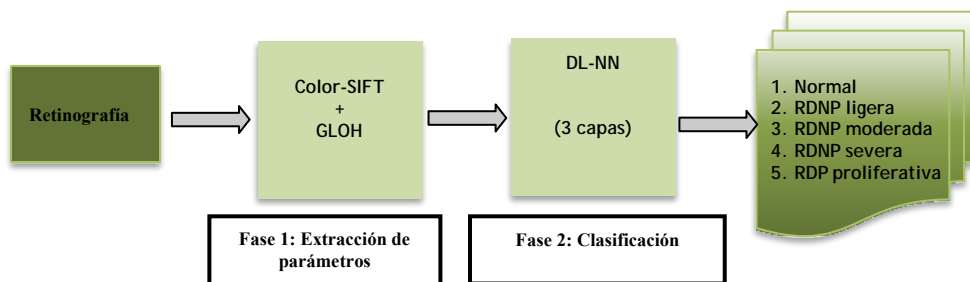 Retinografía
Color-SIFT
+
GLOH
DL-NN
(3 capas)
1. Normal
2. RDNP ligera
3. RDNP moderada
4. RDNP severa
5. RDP proliferativa
Fase 1: Extracción de
parámetros
Fase 2: Clasificación